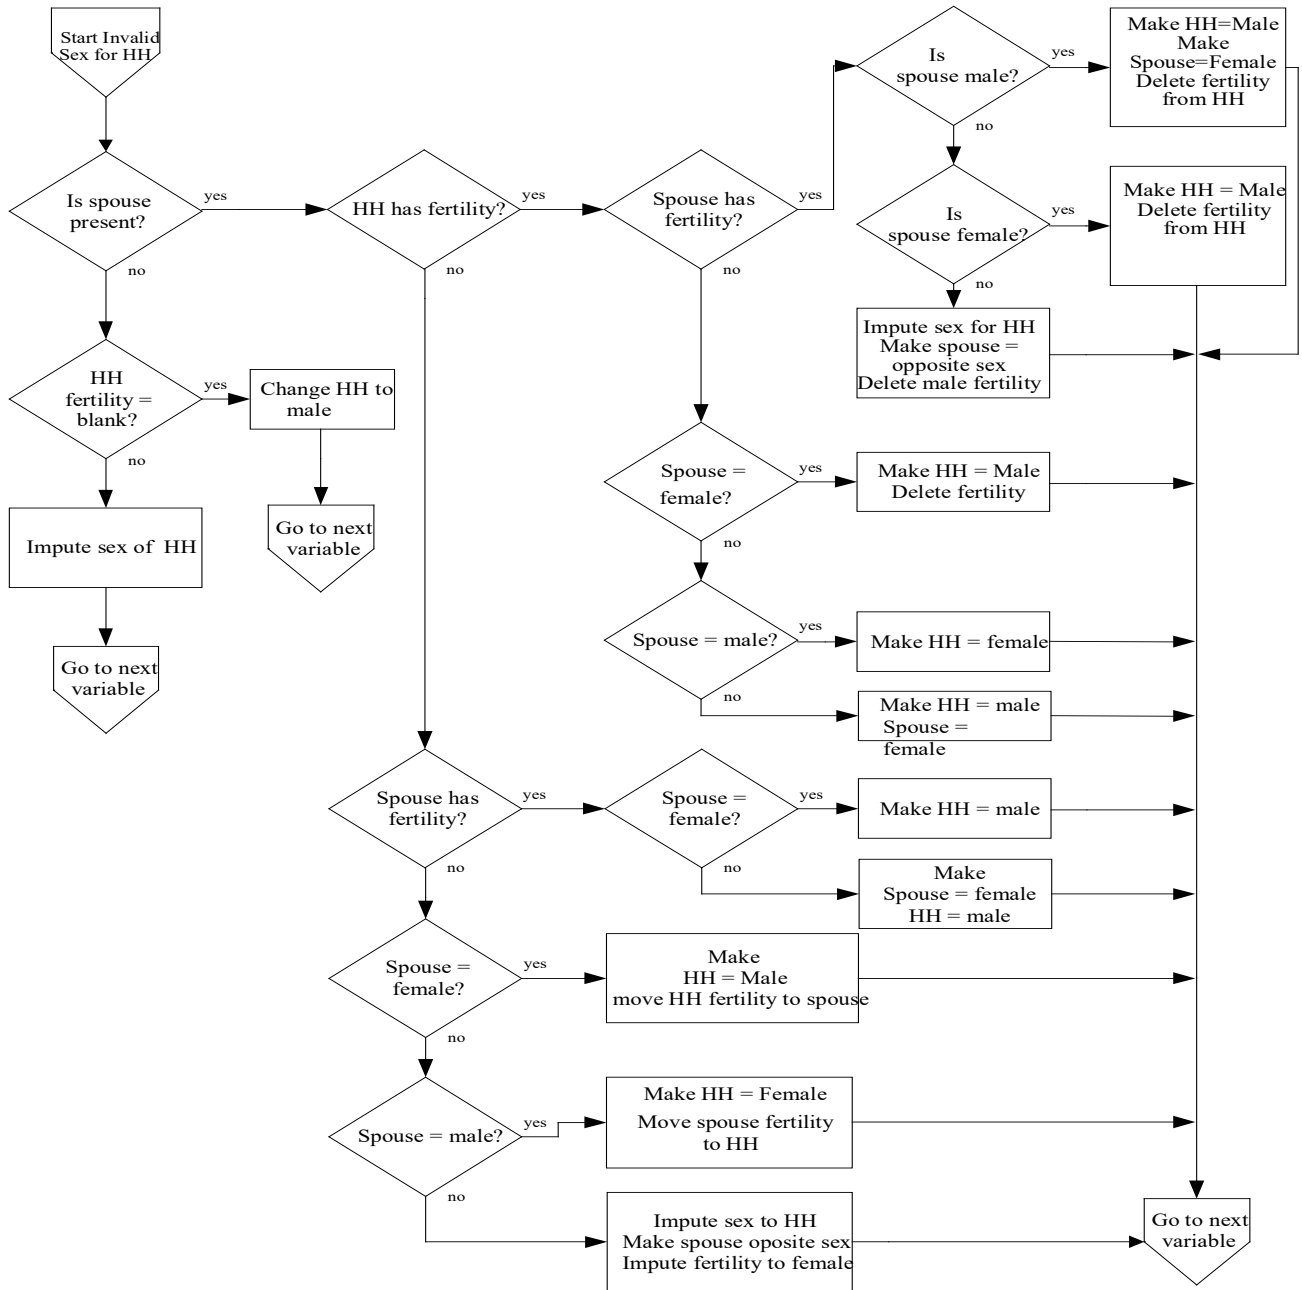 Start Invalid
Sex for HH
Is spouse
present?
yes
no
HH
fertility =
blank?
yes
no
Change HH to
male
Go to next
variable
Impute sex of HH
Go to next
variable
HH has fertility?
yes
no
Spouse has
fertility?
yes
no
Is
spouse male?
yes
no
Make HH=Male
Make
Spouse=Female
Delete fertility
from HH
Is
spouse female?
yes
no
Make HH = Male
Delete fertility
from HH
Impute sex for HH
Make spouse =
opposite sex
Delete male fertility
Spouse =
female?
yes
no
Make HH = Male
Delete fertility
Spouse = male?
yes
no
Make HH = female
Make HH = male
Spouse =
female
Spouse has
fertility?
yes
no
Spouse =
female?
yes
no
Make HH = male
Make
Spouse = female
HH = male
Spouse =
female?
yes
no
Make
HH = Male
move HH fertility to spouse
Spouse = male?
yes
no
Make HH = Female
Move spouse fertility
to HH
Impute sex to HH
Make spouse oposite sex
Impute fertility to female
Go to next
variable